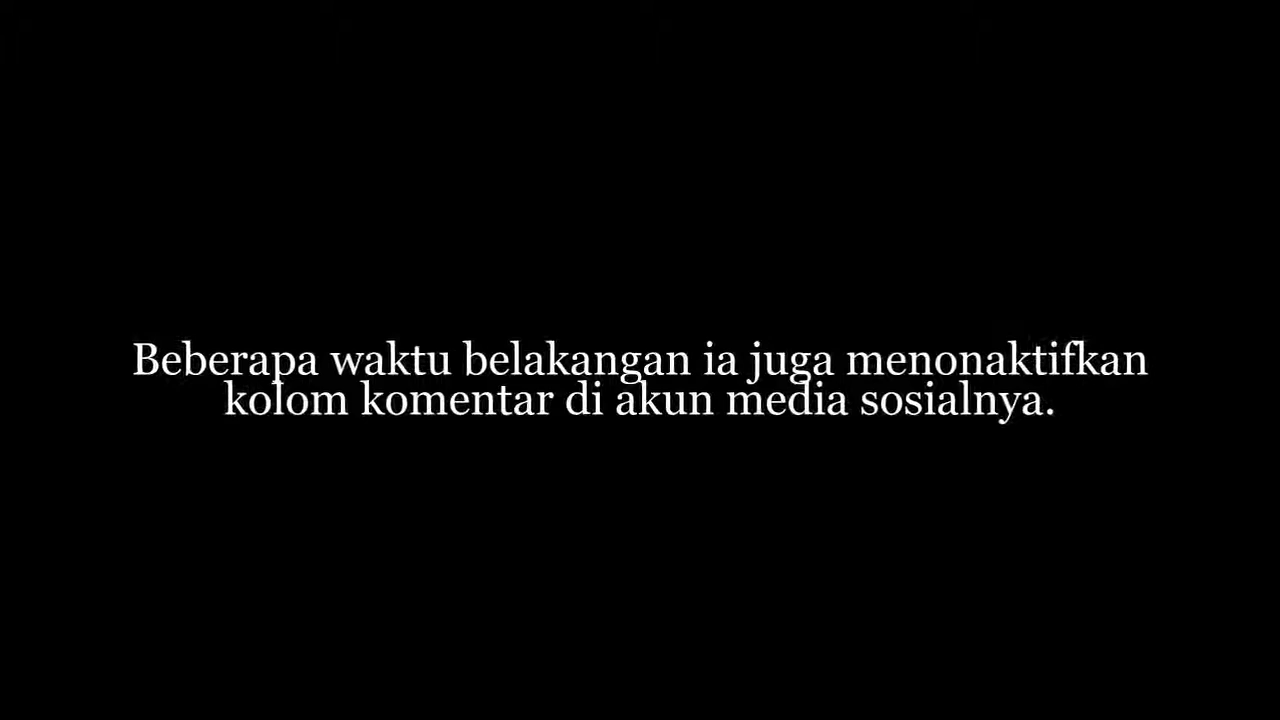 Beberapa waktu belakangan ia juga menonaktifkan
kolom komentar di akun media sosialnya.